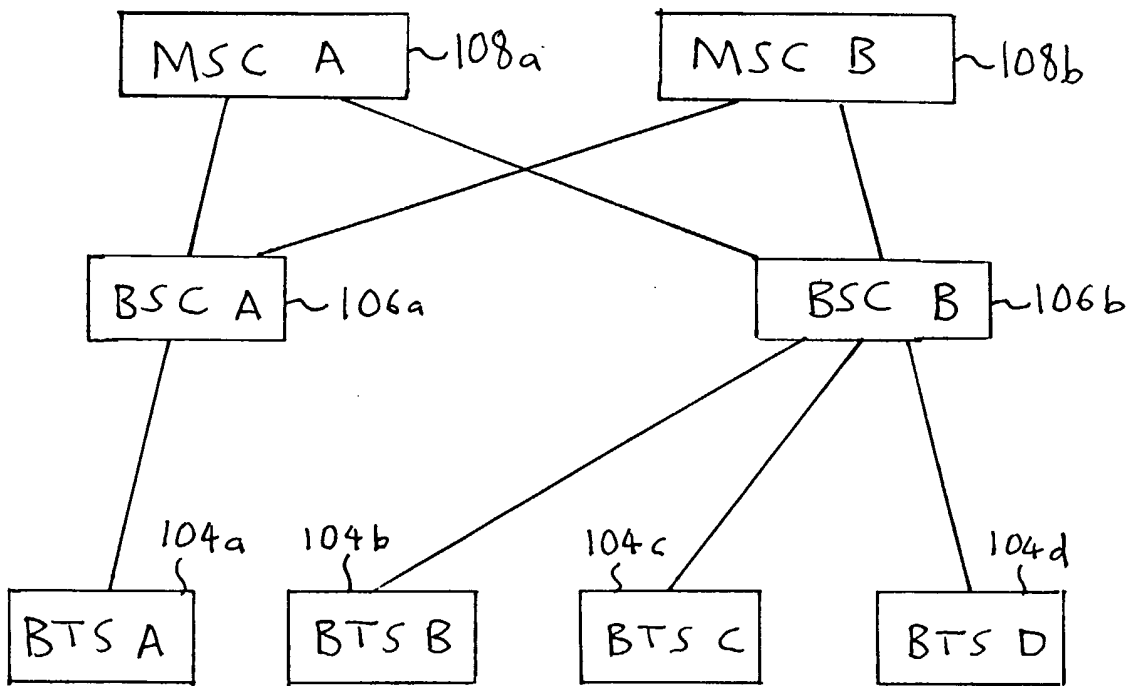 MSC A
108a
MSC B
108b
BSC A
106a
BSC B
106b
104a
104b
104c
104d
BTS A
BTS B
BTS C
BTS D